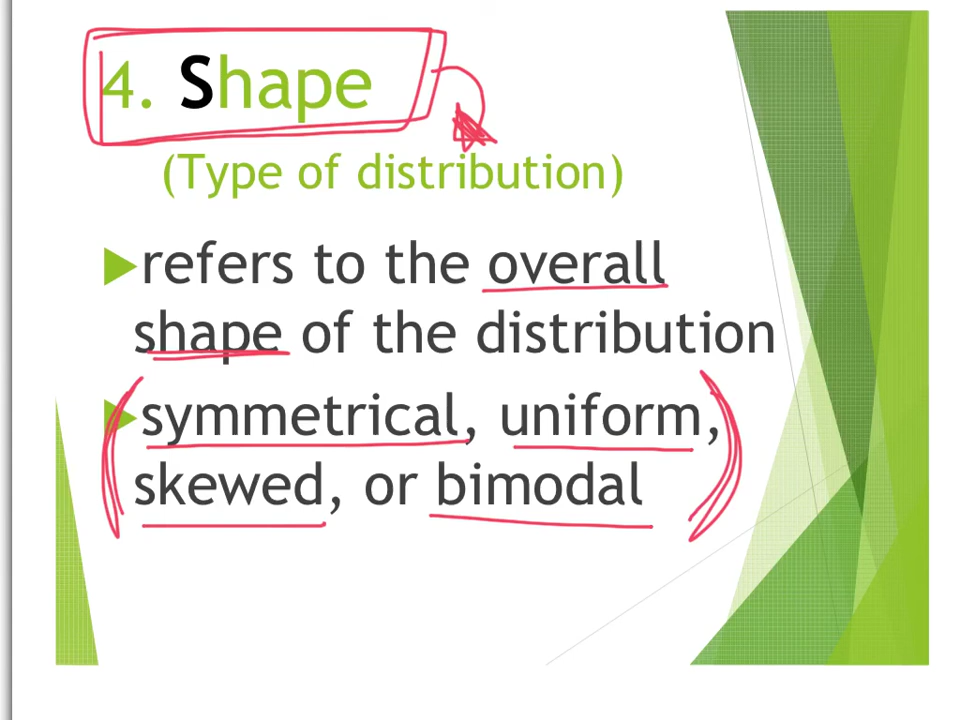 4. Shape
(Type of distribution)
refers to the overall
shape of the distribution
symmetrical, uniform,
skewed, or bimodal